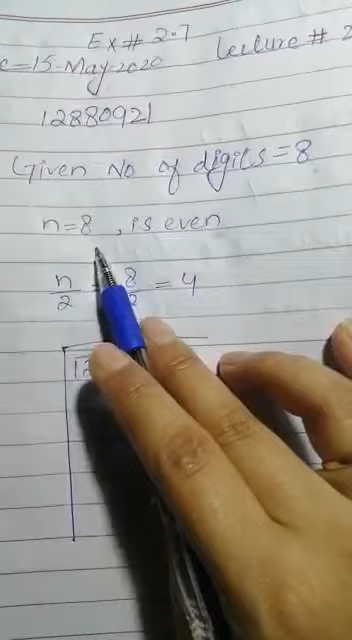 Ex# 2.7
Lecture # 2
e=15-May-2020
12880921
Given No of digits = 8
n=8 , is even
n/2 = 8/2 = 4
12